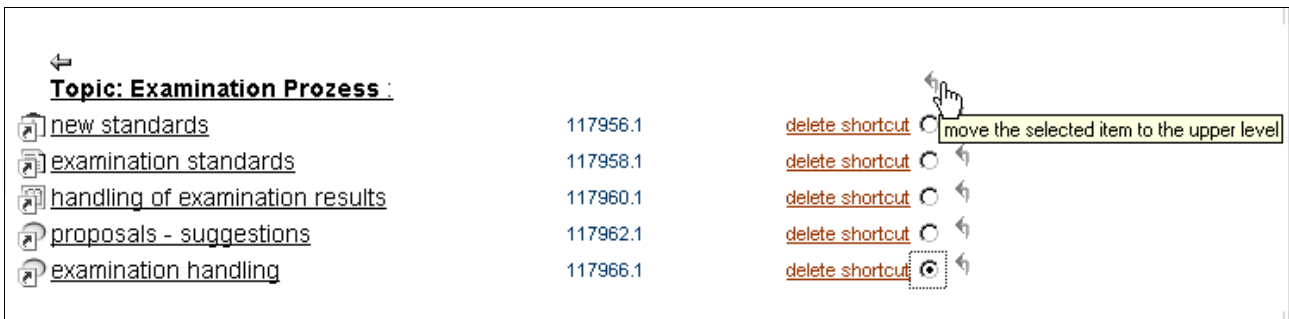 Topic: Examination Prozess :
new standards 117956.1 delete shortcut move the selected item to the upper level
examination standards 117958.1 delete shortcut
handling of examination results 117960.1 delete shortcut
proposals - suggestions 117962.1 delete shortcut
examination handling 117966.1 delete shortcut